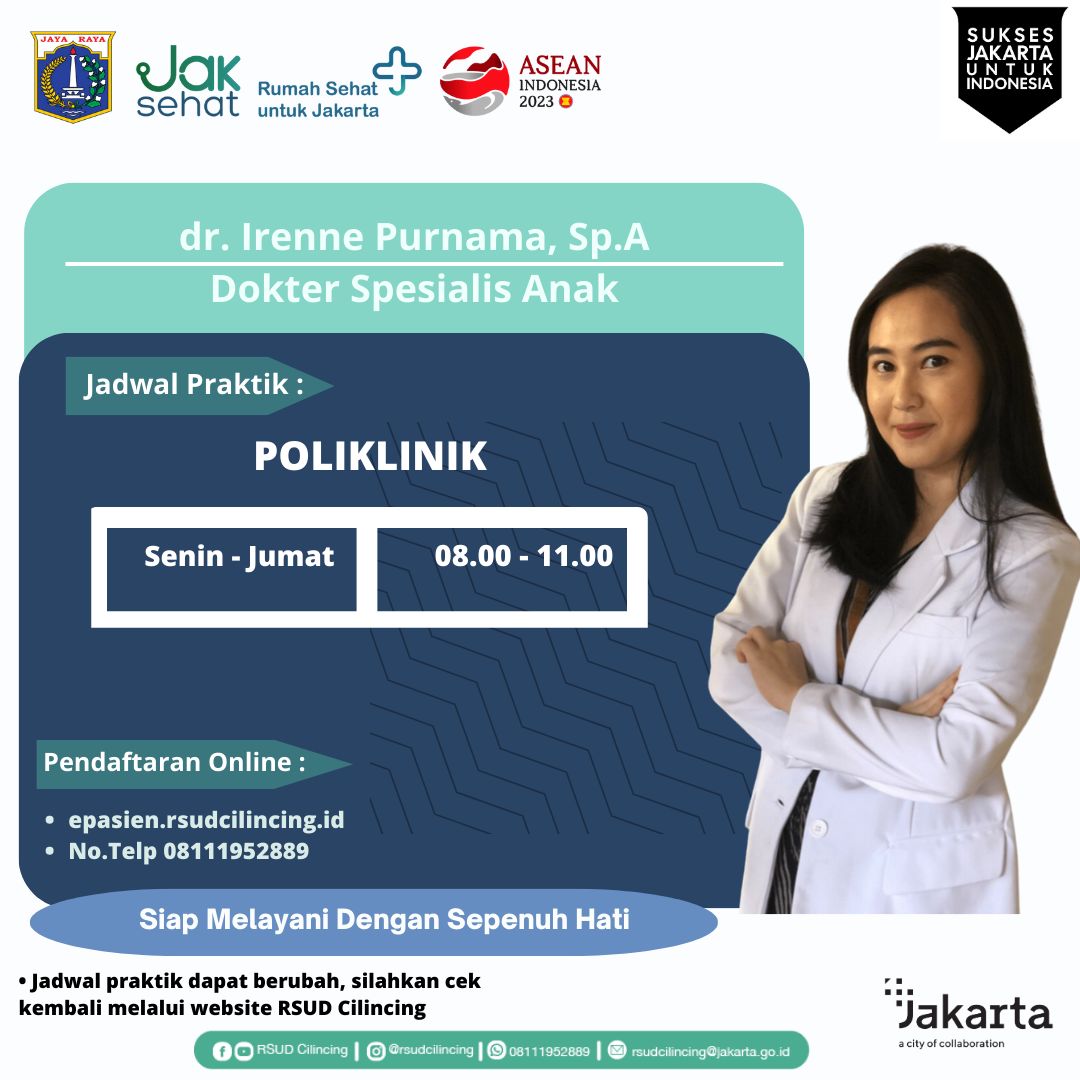 JAYA RAYA
Jak
sehat
Rumah Sehat
untuk Jakarta
ASEAN
INDONESIA
2023
SUKSES
JAKARTA
UNTUK
INDONESIA
dr. Irenne Purnama, Sp.A
Dokter Spesialis Anak
Jadwal Praktik :
POLIKLINIK
Senin - Jumat 08.00 - 11.00
Pendaftaran Online :
• epasien.rsudcilincing.id
• No.Telp 08111952889
Siap Melayani Dengan Sepenuh Hati
• Jadwal praktik dapat berubah, silahkan cek
kembali melalui website RSUD Cilincing
Jakarta
a city of collaboration
RSUD Cilincing | @rsudcilincing | 08111952889 | rsudcilincing@jakarta.go.id